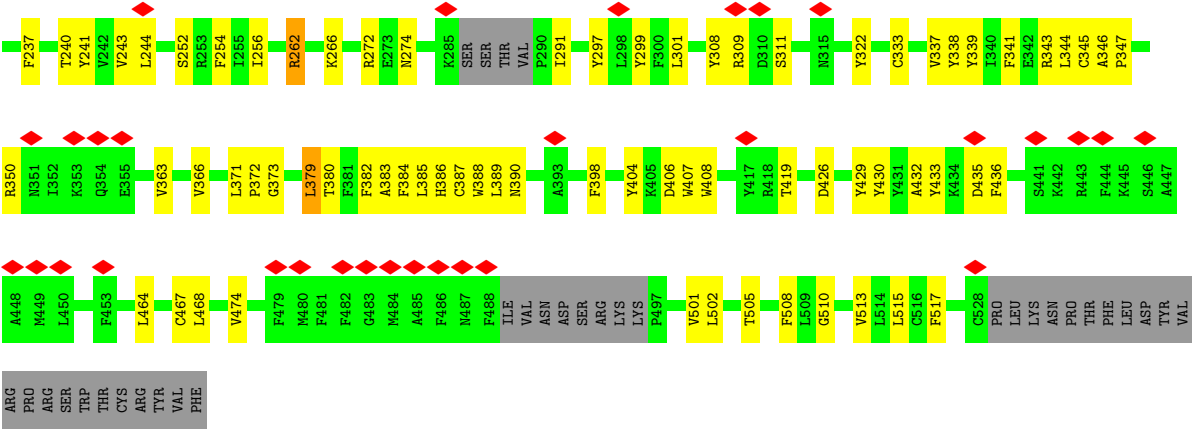 F237 T240 Y241 V242 V243 L244 S252 R253 F254 I255 I256 R262 K266 R272 E273 N274 K285 SER SER THR VAL P290 I291 Y297 L298 Y299 F300 L301 Y308 R309 D310 S311 N315 Y322 C333 V337 Y338 Y339 I340 F341 E342 R343 L344 C345 A346 P347
R350 N351 I352 K353 Q354 E355 V363 V366 L371 P372 G373 L379 T380 F381 F382 A383 F384 L385 H386 C387 W388 L389 N390 A393 F398 Y404 K405 D406 W407 W408 Y417 R418 T419 D426 Y429 Y430 Y431 A432 Y433 K434 D435 F436 S441 K442 R443 F444 K445 S446 A447
A448 M449 L450 F453 L464 C467 L468 V474 F479 M480 F481 F482 G483 M484 A485 F486 N487 F488 ILE VAL ASN ASP SER ARG LYS LYS P497 V501 L502 T505 F508 L509 G510 V513 L514 L515 C516 F517 C528 PRO LEU LYS ASN PRO THR PHE LEU ASP TYR VAL
ARG PRO ARG SER TRP THR CYS ARG TYR VAL PHE